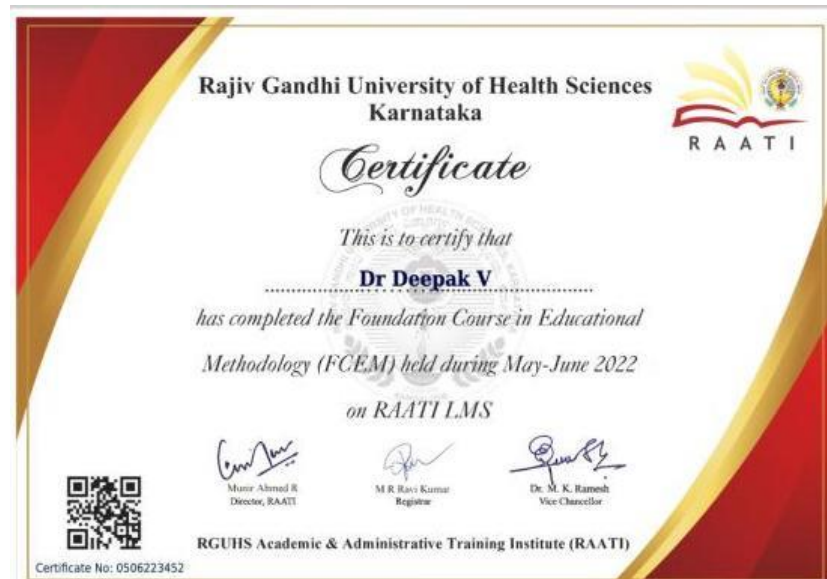 Rajiv Gandhi University of Health Sciences
Karnataka
RAATI
Certificate
This is to certify that
Dr Deepak V
has completed the Foundation Course in Educational
Methodology (FCEM) held during May-June 2022
on RAATI LMS
Munir Ahmed R
Director, RAATI
M R Ravi Kumar
Registrar
Dr. M. K. Ramesh
Vice Chancellor
RGUHS Academic & Administrative Training Institute (RAATI)
Certificate No: 0506223452